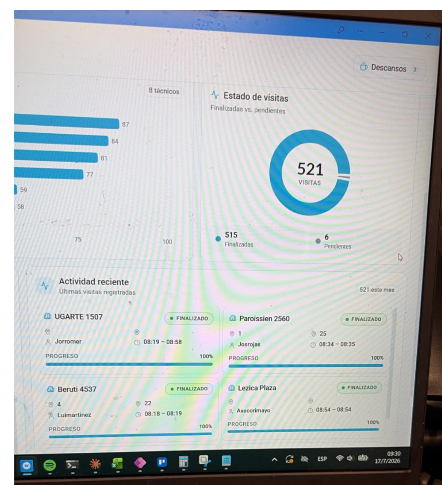 Descansos
8 técnicos
87
84
81
77
59
58
75
100
Estado de visitas
Finalizadas vs. pendientes
521
VISITAS
515
Finalizadas
6
Pendientes
Actividad reciente
Últimas visitas registradas
521 este mes
UGARTE 1507
FINALIZADO
Jorromer
08:19 – 08:58
PROGRESO
100%
Paroissien 2560
FINALIZADO
1
25
Josrojas
08:34 – 08:35
PROGRESO
100%
Beruti 4537
FINALIZADO
4
22
Luimartinez
08:18 – 08:19
PROGRESO
100%
Lezica Plaza
FINALIZADO
08:54 – 08:54
PROGRESO
100%
ESP
09:30
17/7/2026